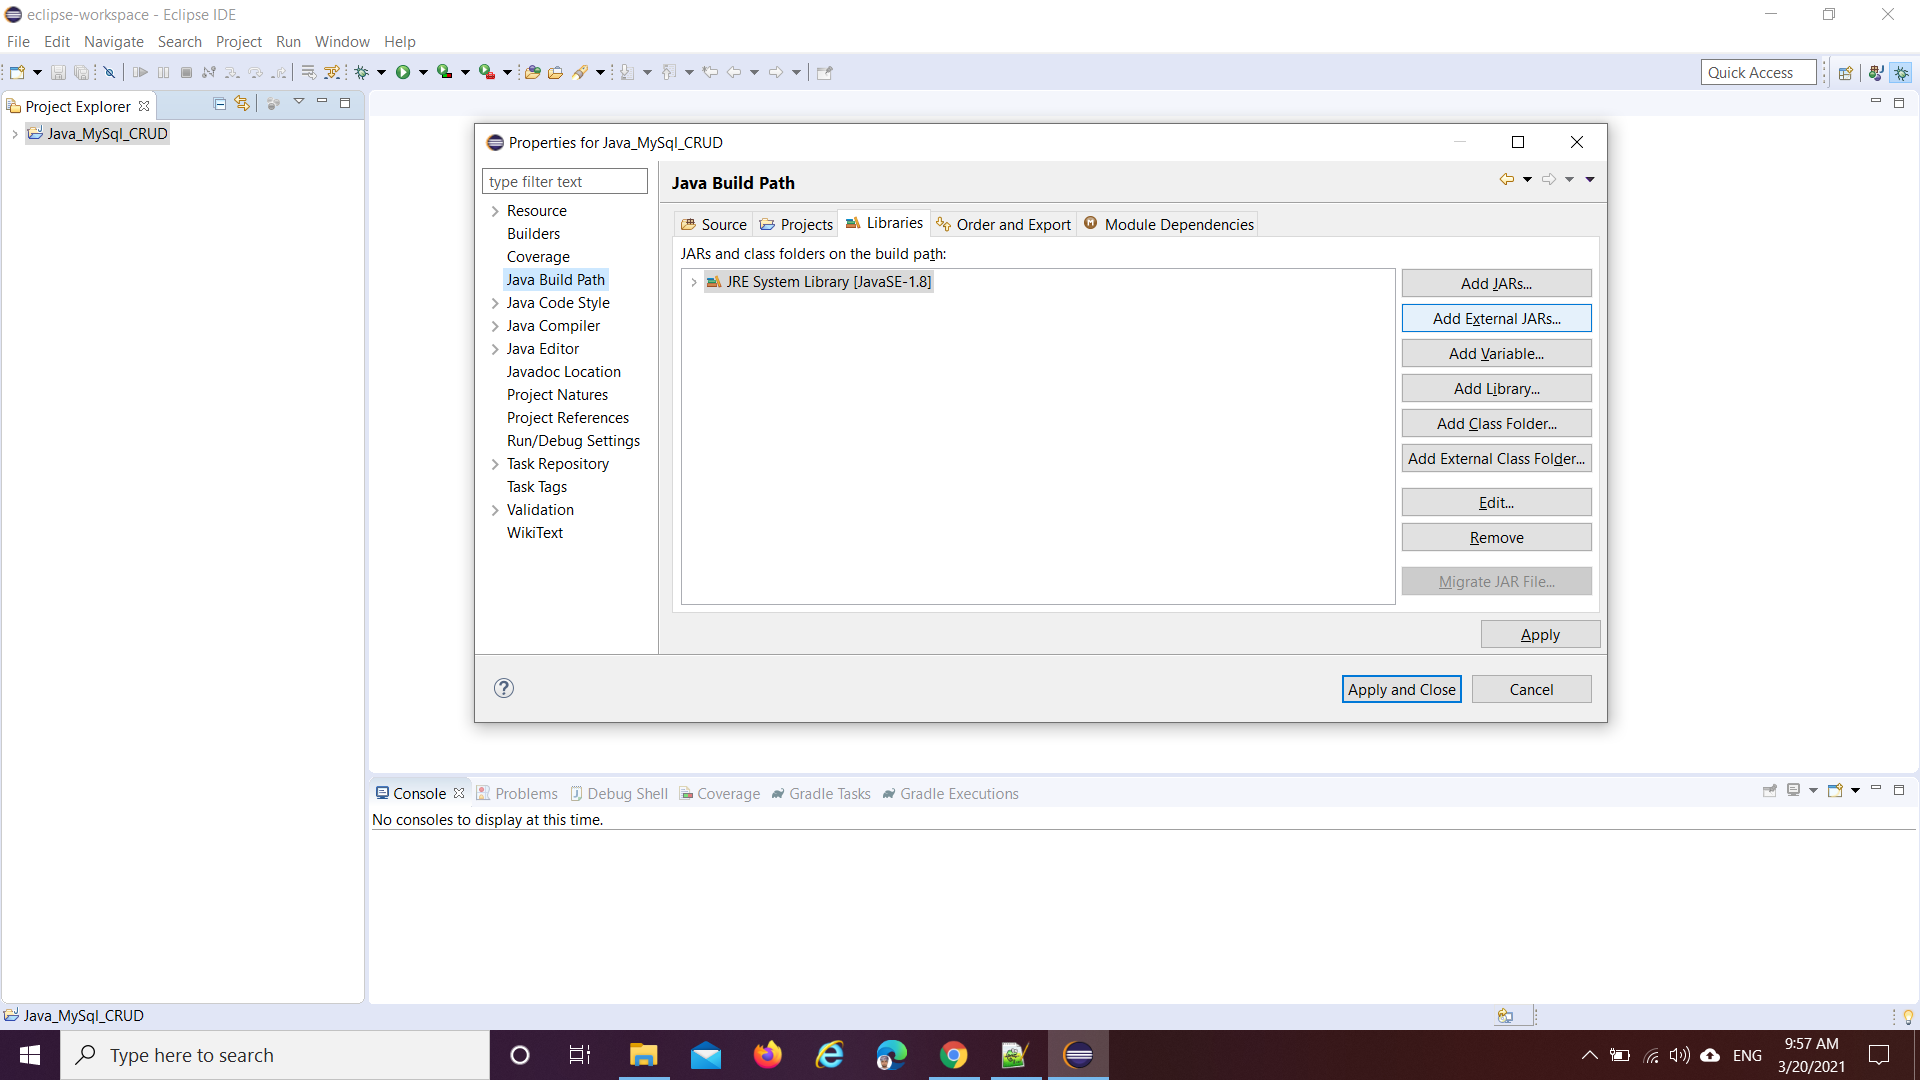 eclipse-workspace - Eclipse IDE
File Edit Navigate Search Project Run Window Help
Quick Access
Project Explorer
Java_MySql_CRUD
Properties for Java_MySql_CRUD
type filter text
Resource
Builders
Coverage
Java Build Path
Java Code Style
Java Compiler
Java Editor
Javadoc Location
Project Natures
Project References
Run/Debug Settings
Task Repository
Task Tags
Validation
WikiText
Java Build Path
Source Projects Libraries Order and Export Module Dependencies
JARs and class folders on the build path:
JRE System Library [JavaSE-1.8]
Add JARs...
Add External JARs...
Add Variable...
Add Library...
Add Class Folder...
Add External Class Folder...
Edit...
Remove
Migrate JAR File...
Apply
Apply and Close Cancel
Console Problems Debug Shell Coverage Gradle Tasks Gradle Executions
No consoles to display at this time.
Java_MySql_CRUD
Type here to search
ENG
9:57 AM
3/20/2021